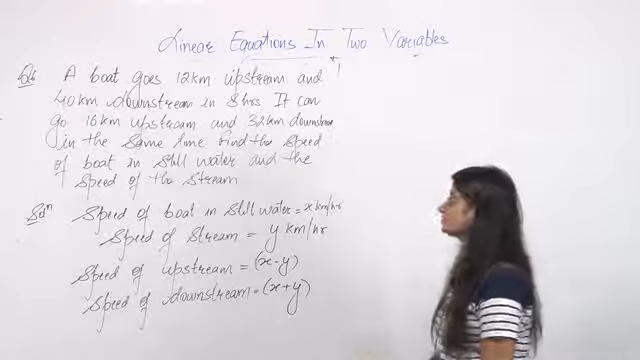 Linear Equations In Two Variables
Q6 A boat goes 12km upstream and
40km downstream in 8hrs It can
go 16km upstream and 32km downstream
in the same time find the speed
of boat in still water and the
speed of the stream
Solⁿ Speed of boat in still water = x km/hr
Speed of Stream = y km/hr
Speed of upstream = (x-y)
Speed of downstream = (x+y)